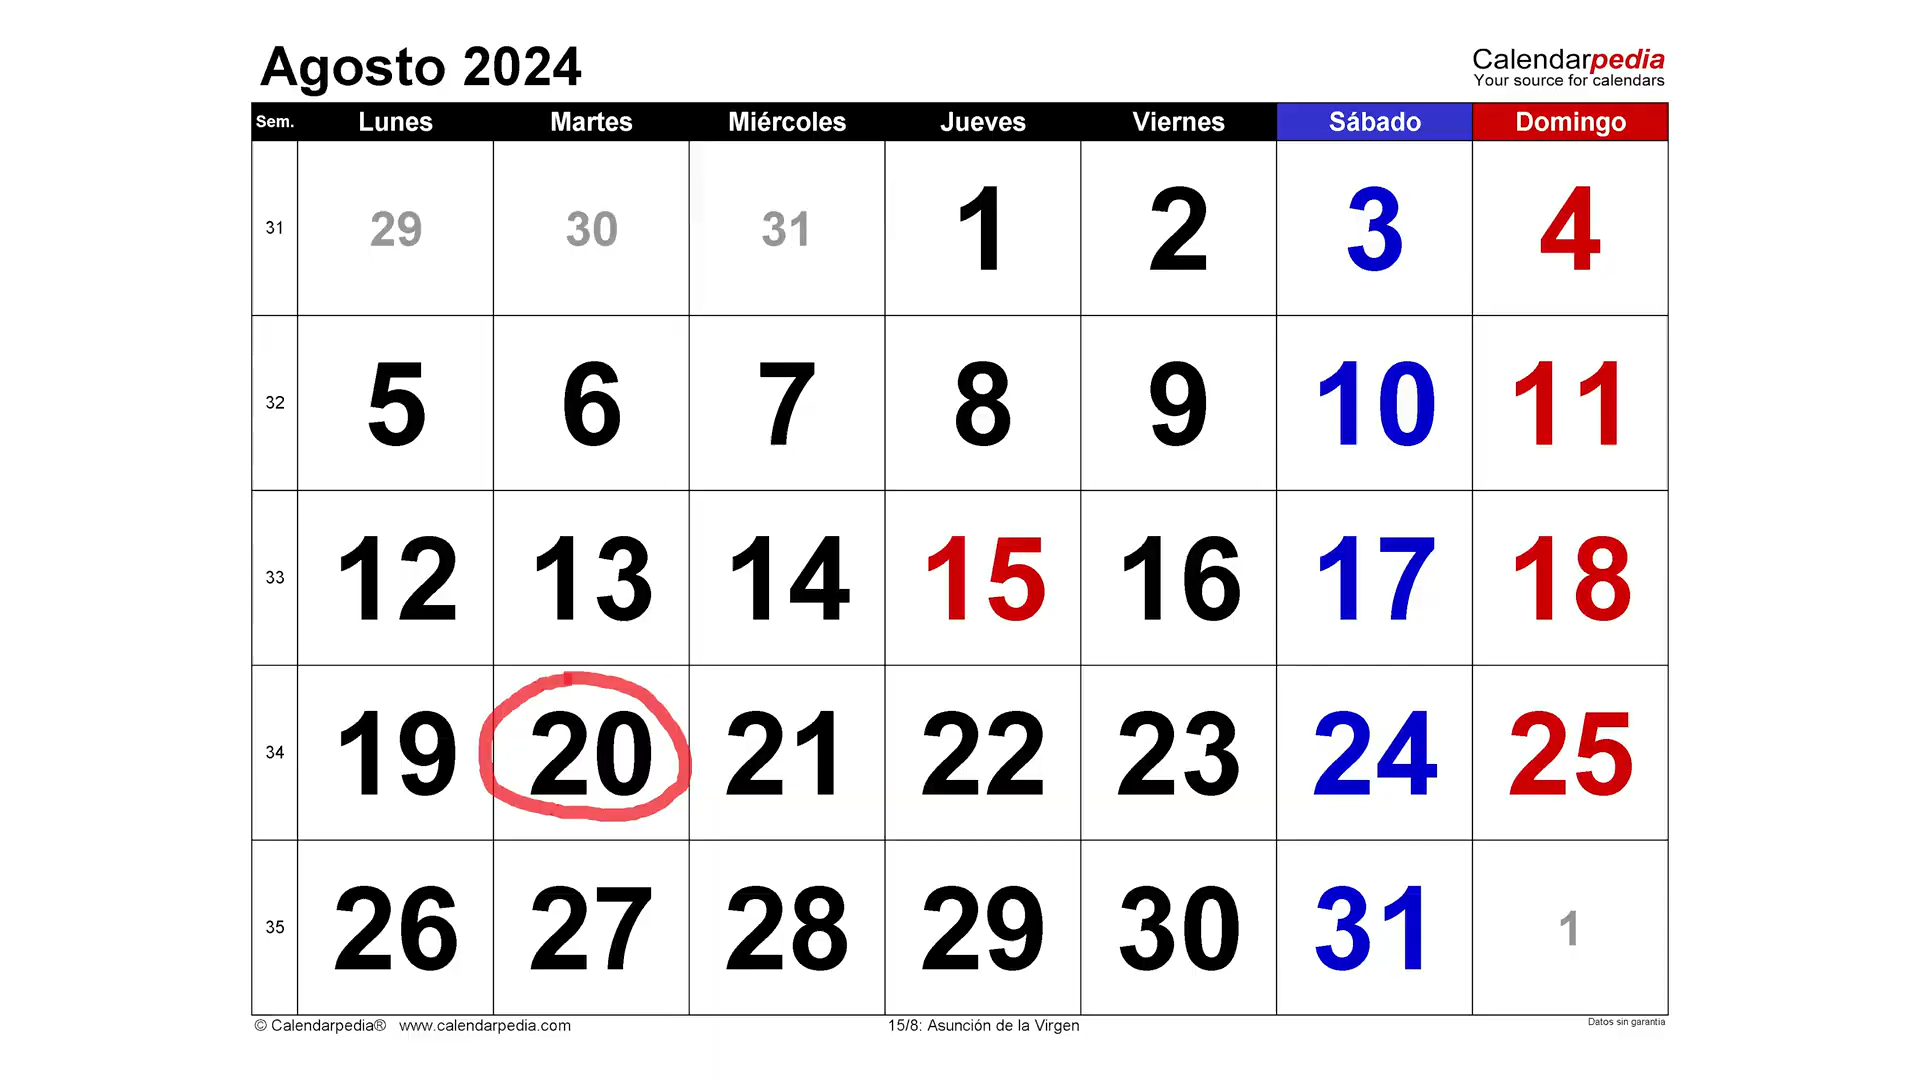 Agosto 2024
Calendarpedia
Your source for calendars
Sem. Lunes Martes Miércoles Jueves Viernes Sábado Domingo
31 29 30 31 1 2 3 4
32 5 6 7 8 9 10 11
33 12 13 14 15 16 17 18
34 19 20 21 22 23 24 25
35 26 27 28 29 30 31 1
© Calendarpedia® www.calendarpedia.com 15/8: Asunción de la Virgen Datos sin garantia